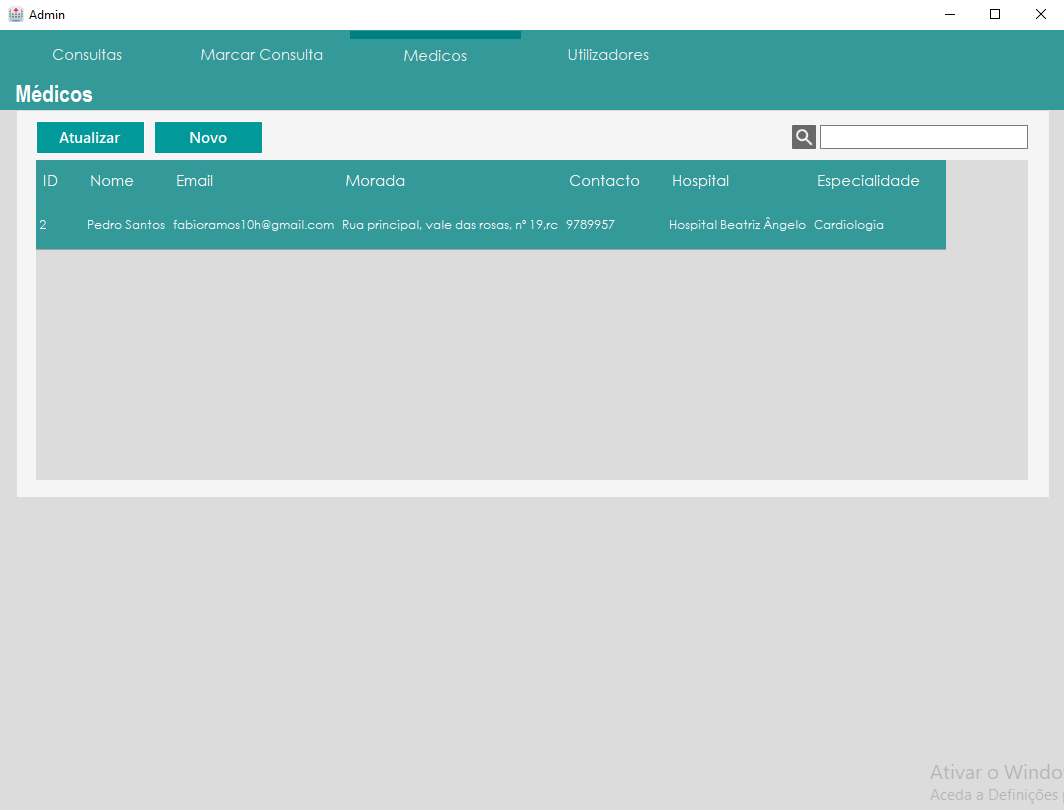 Admin
Consultas Marcar Consulta Medicos Utilizadores
Médicos
Atualizar Novo
ID Nome Email Morada Contacto Hospital Especialidade
2 Pedro Santos fabioramos10h@gmail.com Rua principal, vale das rosas, nº 19,rc 9789957 Hospital Beatriz Ângelo Cardiologia
Ativar o Windo
Aceda a Definições